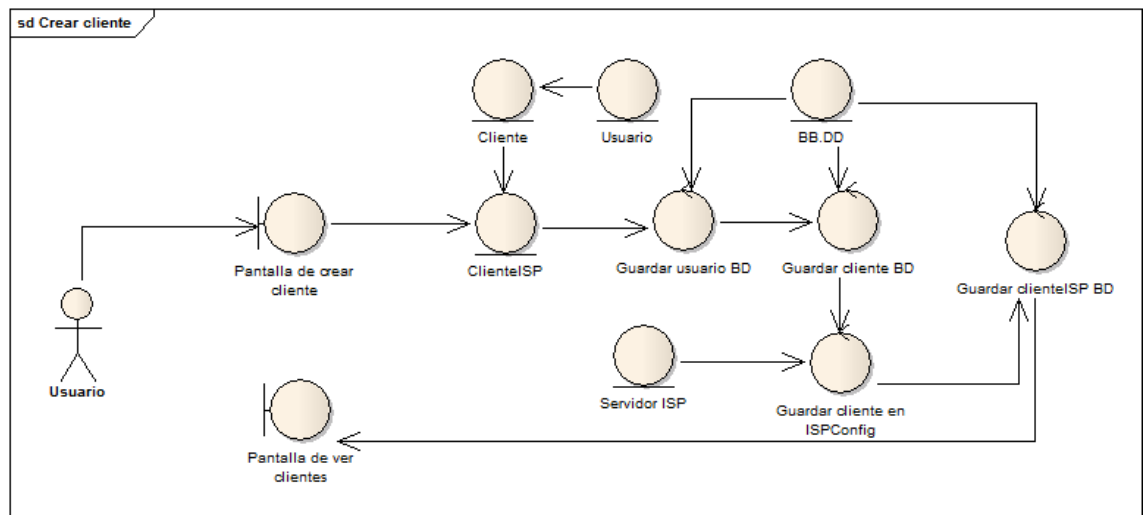 sd Crear cliente
Cliente
Usuario
BB.DD
Pantalla de crear
cliente
ClienteISP
Guardar usuario BD
Guardar cliente BD
Guardar clienteISP BD
Usuario
Servidor ISP
Guardar cliente en
ISPConfig
Pantalla de ver
clientes